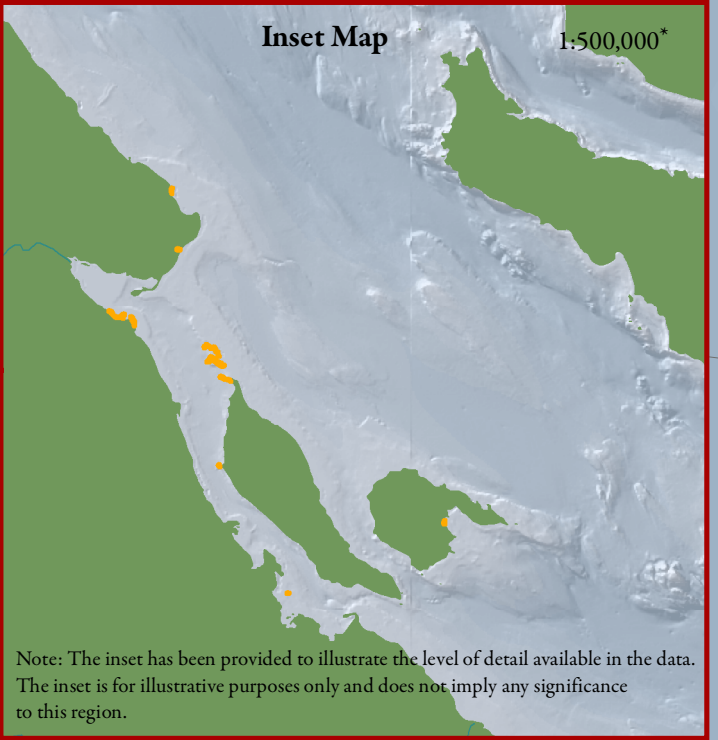 Inset Map
1:500,000*
Note: The inset has been provided to illustrate the level of detail available in the data.
The inset is for illustrative purposes only and does not imply any significance
to this region.